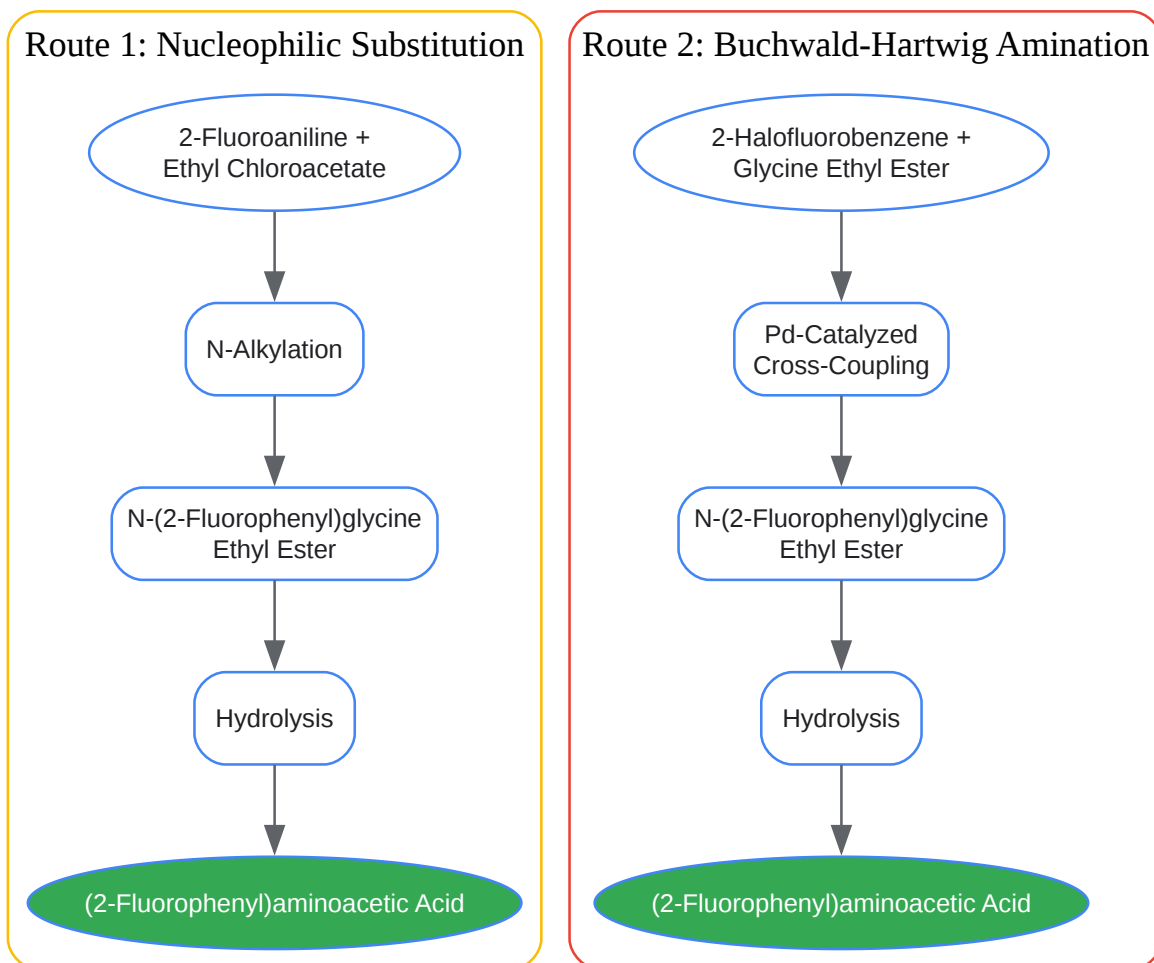 Route 1: Nucleophilic Substitution
2-Fluoroaniline +
Ethyl Chloroacetate
N-Alkylation
N-(2-Fluorophenyl)glycine
Ethyl Ester
Hydrolysis
(2-Fluorophenyl)aminoacetic Acid
Route 2: Buchwald-Hartwig Amination
2-Halofluorobenzene +
Glycine Ethyl Ester
Pd-Catalyzed
Cross-Coupling
N-(2-Fluorophenyl)glycine
Ethyl Ester
Hydrolysis
(2-Fluorophenyl)aminoacetic Acid